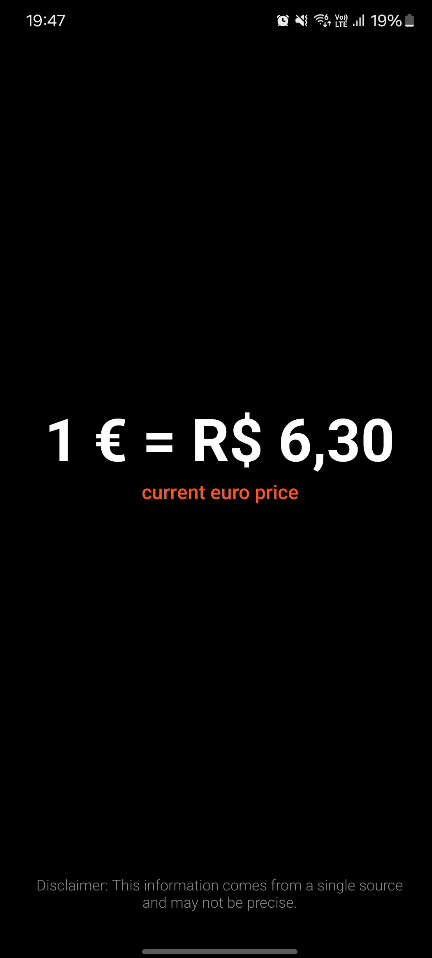 19:47 Vo)) LTE 19%
1 € = R$ 6,30
current euro price
Disclaimer: This information comes from a single source
and may not be precise.